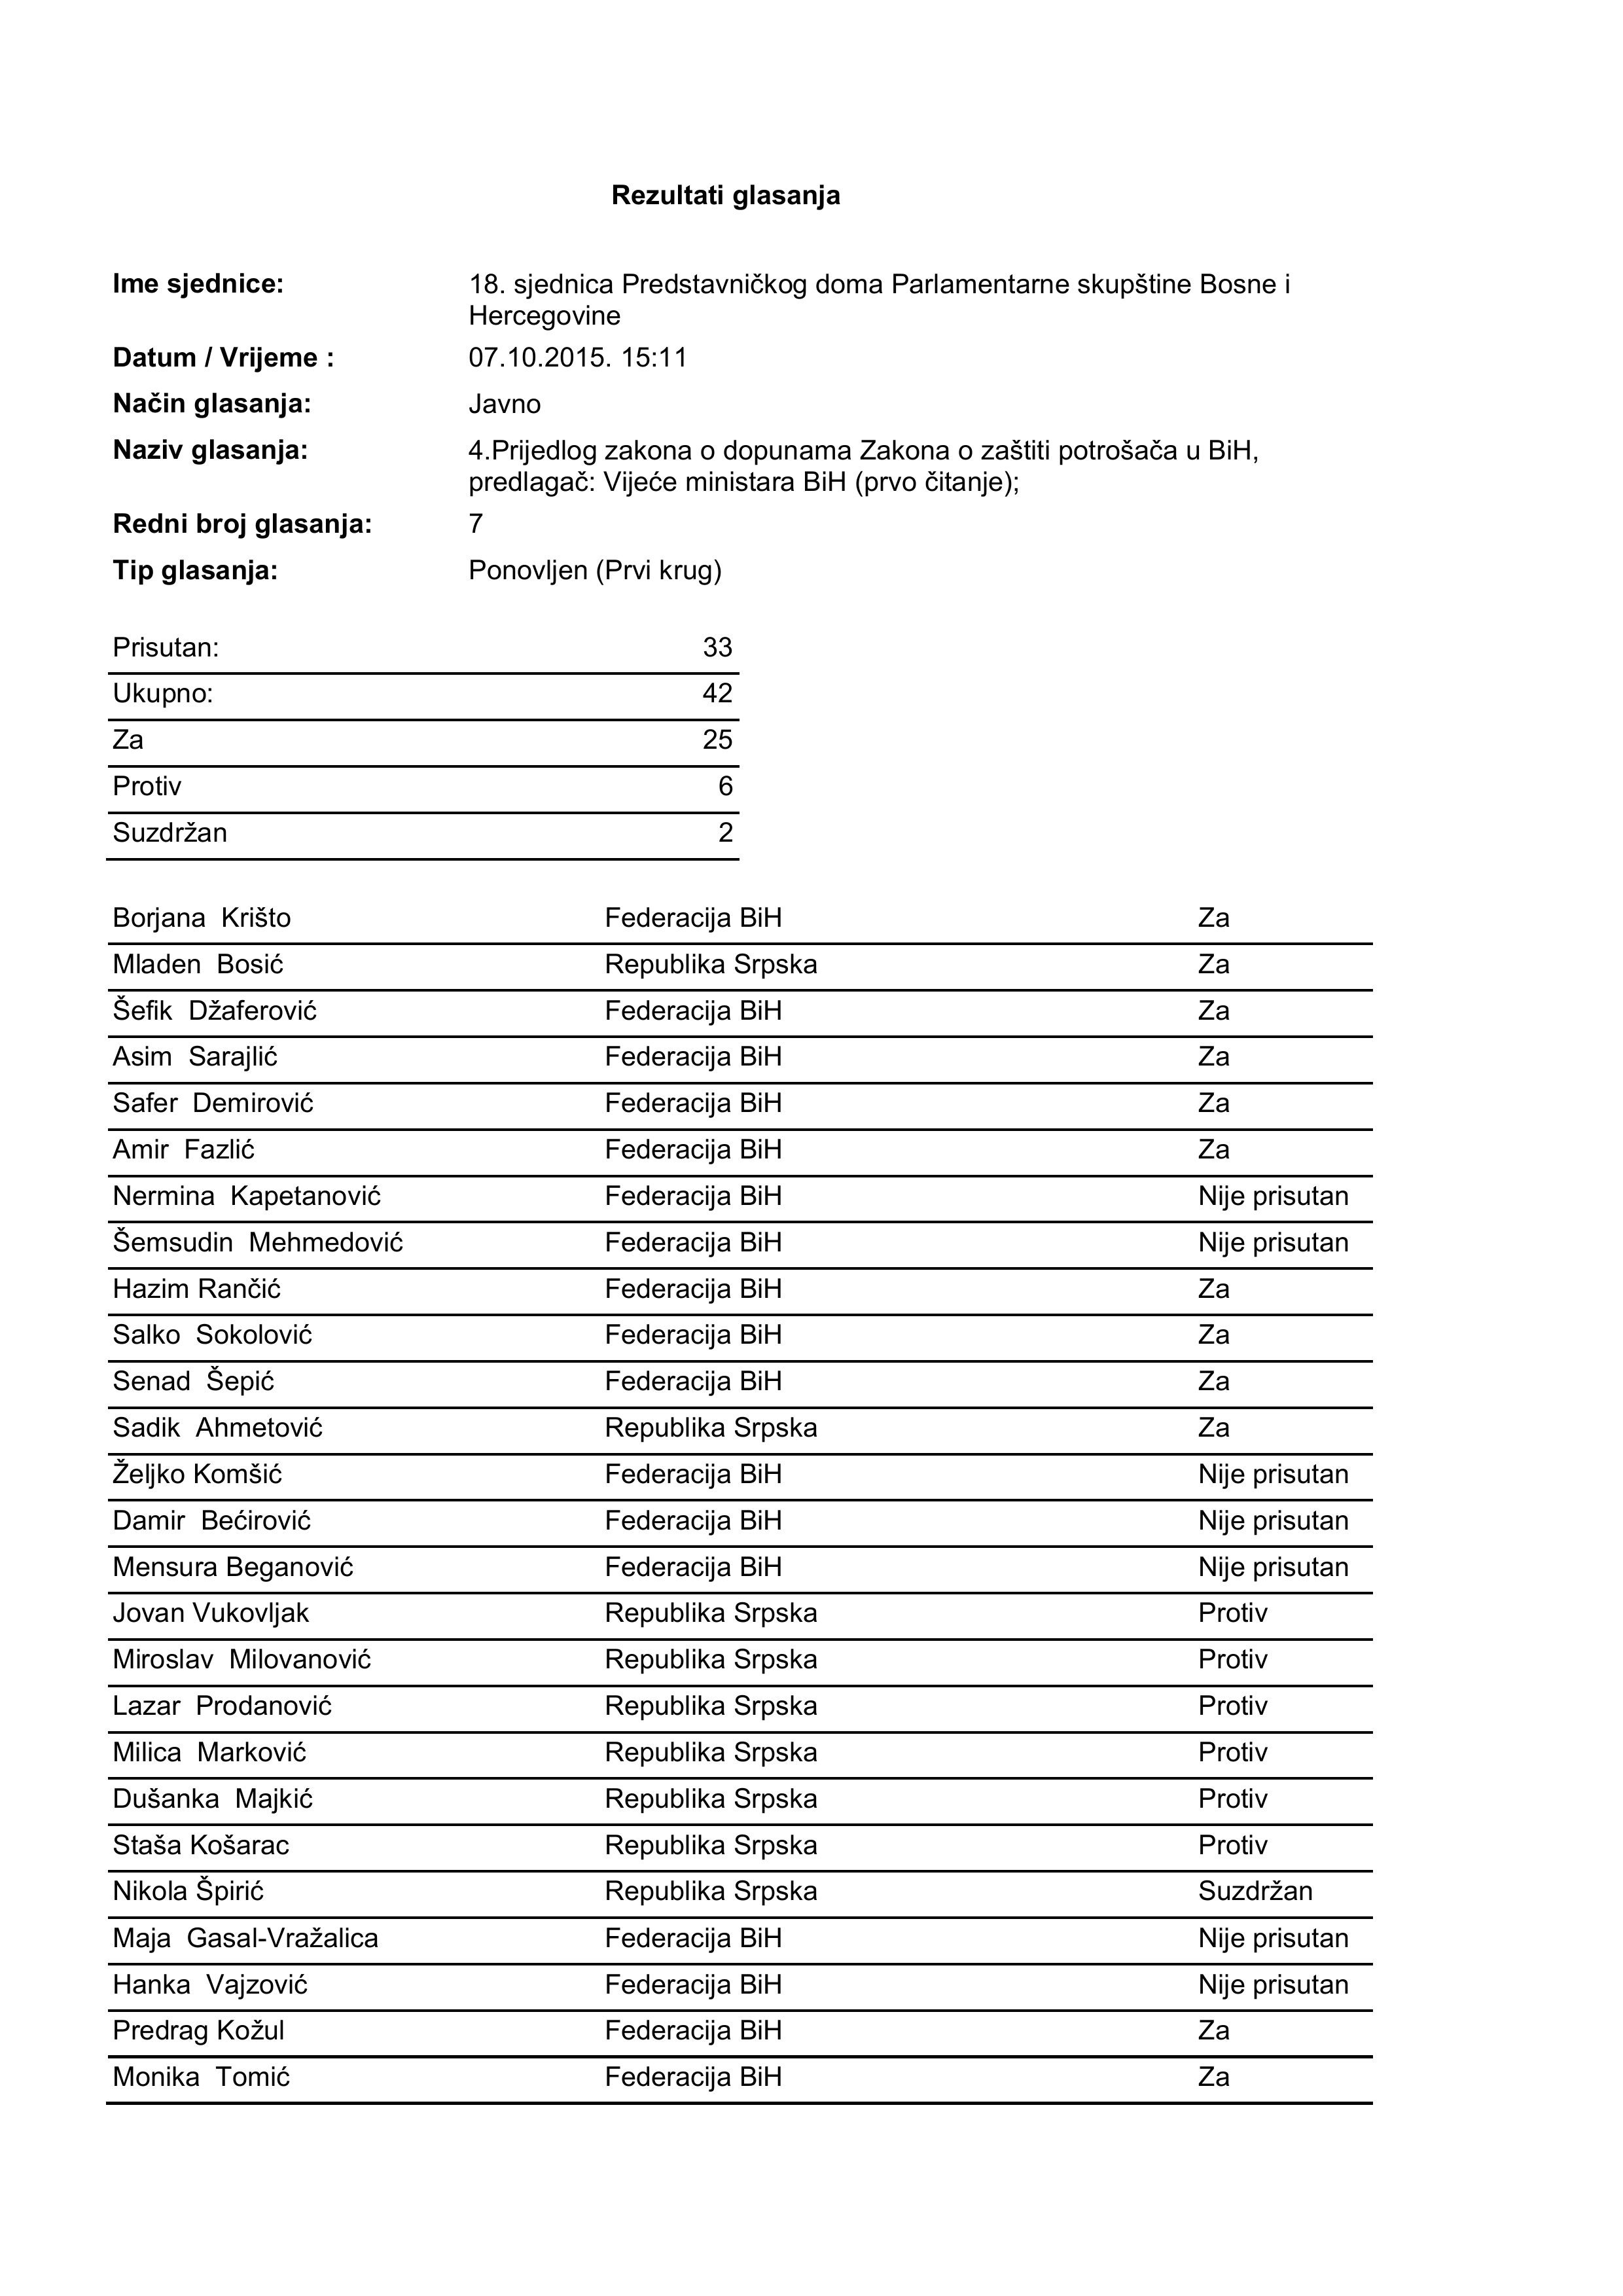 Rezultati glasanja
Ime sjednice: 18. sjednica Predstavničkog doma Parlamentarne skupštine Bosne i
Hercegovine
Datum / Vrijeme : 07.10.2015. 15:11
Način glasanja: Javno
Naziv glasanja: 4.Prijedlog zakona o dopunama Zakona o zaštiti potrošača u BiH,
predlagač: Vijeće ministara BiH (prvo čitanje);
Redni broj glasanja: 7
Tip glasanja: Ponovljen (Prvi krug)
Prisutan: 33
Ukupno: 42
Za 25
Protiv 6
Suzdržan 2
Borjana Krišto Federacija BiH Za
Mladen Bosić Republika Srpska Za
Šefik Džaferović Federacija BiH Za
Asim Sarajlić Federacija BiH Za
Safer Demirović Federacija BiH Za
Amir Fazlić Federacija BiH Za
Nermina Kapetanović Federacija BiH Nije prisutan
Šemsudin Mehmedović Federacija BiH Nije prisutan
Hazim Rančić Federacija BiH Za
Salko Sokolović Federacija BiH Za
Senad Šepić Federacija BiH Za
Sadik Ahmetović Republika Srpska Za
Željko Komšić Federacija BiH Nije prisutan
Damir Bećirović Federacija BiH Nije prisutan
Mensura Beganović Federacija BiH Nije prisutan
Jovan Vukovljak Republika Srpska Protiv
Miroslav Milovanović Republika Srpska Protiv
Lazar Prodanović Republika Srpska Protiv
Milica Marković Republika Srpska Protiv
Dušanka Majkić Republika Srpska Protiv
Staša Košarac Republika Srpska Protiv
Nikola Špirić Republika Srpska Suzdržan
Maja Gasal-Vražalica Federacija BiH Nije prisutan
Hanka Vajzović Federacija BiH Nije prisutan
Predrag Kožul Federacija BiH Za
Monika Tomić Federacija BiH Za